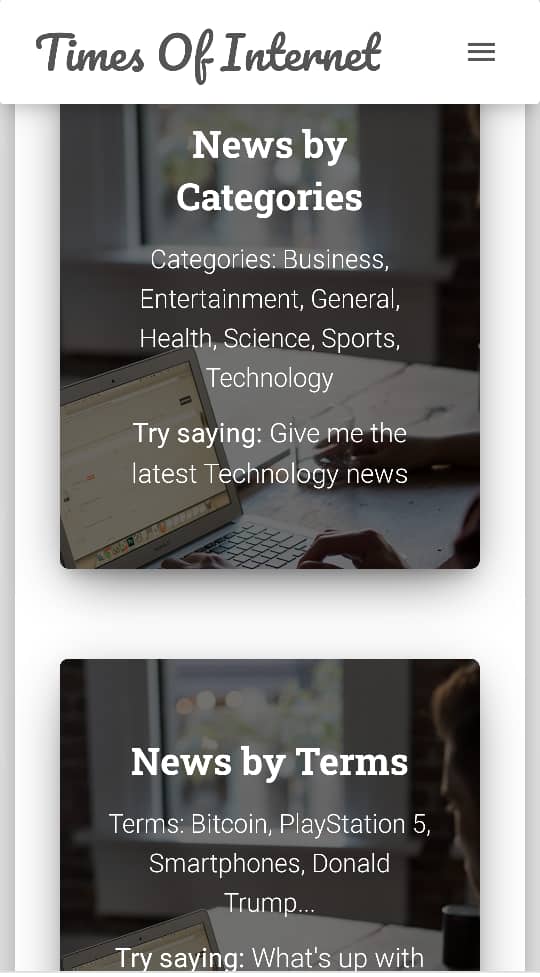 Times Of Internet
News by
Categories
Categories: Business,
Entertainment, General,
Health, Science, Sports,
Technology
Try saying: Give me the
latest Technology news
News by Terms
Terms: Bitcoin, PlayStation 5,
Smartphones, Donald
Trump...
Try saying: What's up with